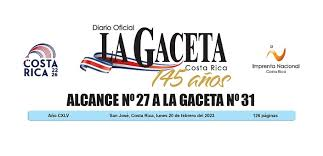 Diario Oficial
LA GACETA
Costa Rica
145 años
COSTA
RICA
Imprenta Nacional
Costa Rica
ALCANCE Nº 27 A LA GACETA Nº 31
Año CXLV
San José, Costa Rica, lunes 20 de febrero del 2023
126 páginas